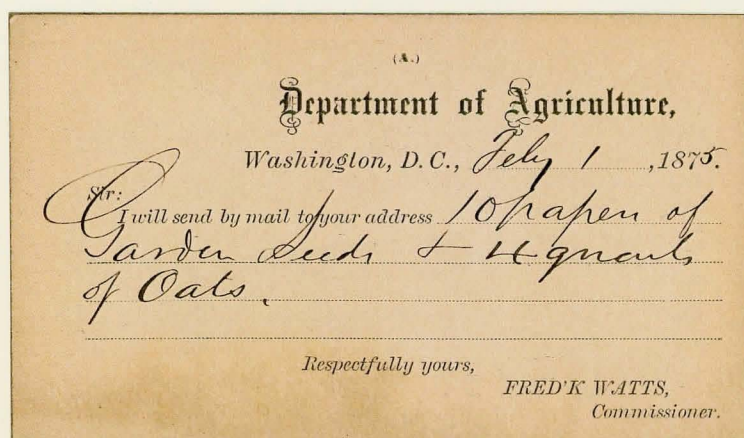 (A.)
Department of Agriculture,
Washington, D.C., Feby 1, 1875.
Sir:
I will send by mail to your address 10 papers of
Garden Seeds + 4 quarts
of Oats.
Respectfully yours,
FRED'K WATTS,
Commissioner.